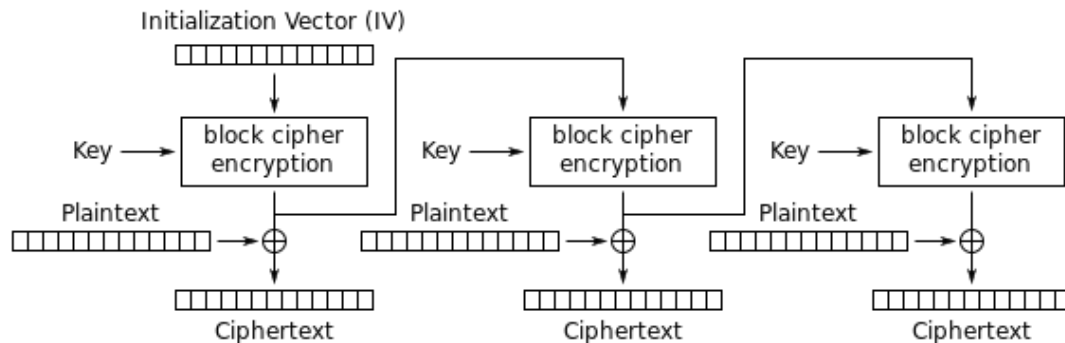 Initialization Vector (IV)
Key
block cipher
encryption
Plaintext
Ciphertext
Key
block cipher
encryption
Plaintext
Ciphertext
Key
block cipher
encryption
Plaintext
Ciphertext